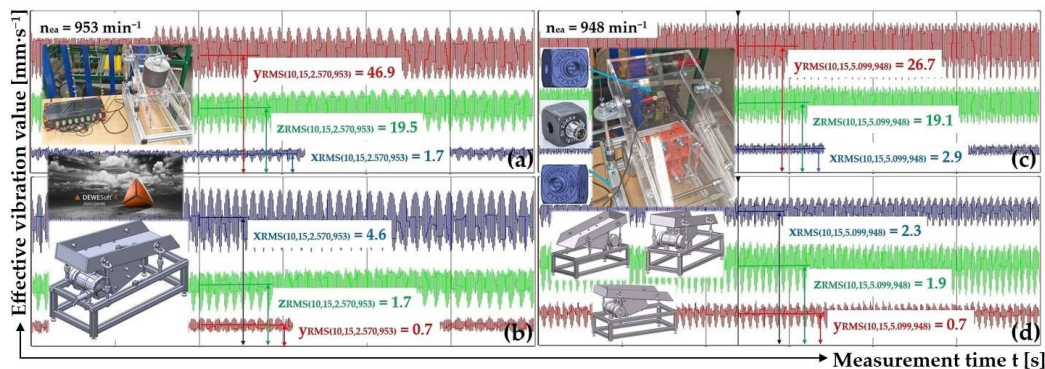 Effective vibration value [mm·s⁻¹]
nea = 953 min⁻¹
yRMS(10,15,2.570,953) = 46.9
zRMS(10,15,2.570,953) = 19.5
xRMS(10,15,2.570,953) = 1.7
(a)
DEWESoft X
xRMS(10,15,2.570,953) = 4.6
zRMS(10,15,2.570,953) = 1.7
yRMS(10,15,2.570,953) = 0.7
(b)
nea = 948 min⁻¹
yRMS(10,15,5.099,948) = 26.7
zRMS(10,15,5.099,948) = 19.1
xRMS(10,15,5.099,948) = 2.9
(c)
xRMS(10,15,5.099,948) = 2.3
zRMS(10,15,5.099,948) = 1.9
yRMS(10,15,5.099,948) = 0.7
(d)
Measurement time t [s]